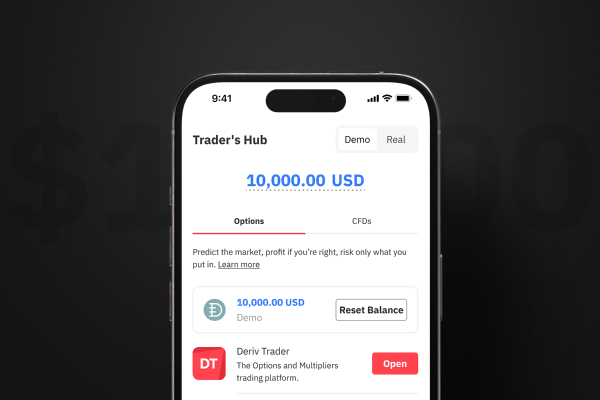 9:41
Trader's Hub
Demo
Real
10,000.00 USD
Options
CFDs
Predict the market, profit if you're right, risk only what you
put in. Learn more
10,000.00 USD
Demo
Reset Balance
DT
Deriv Trader
The Options and Multipliers
trading platform.
Open